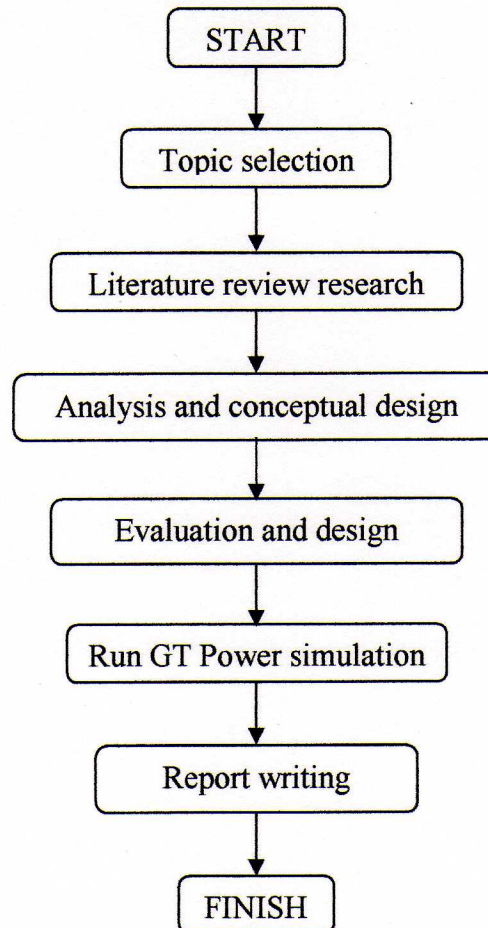 START
Topic selection
Literature review research
Analysis and conceptual design
Evaluation and design
Run GT Power simulation
Report writing
FINISH